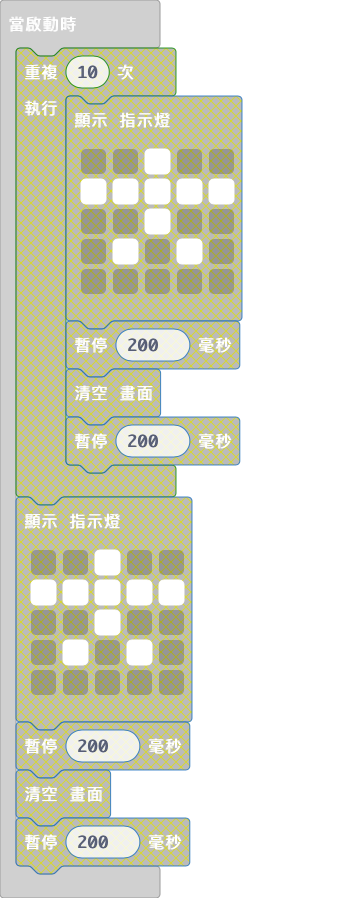 當啟動時
重複 10 次
執行
顯示 指示燈
暫停 200 毫秒
清空 畫面
暫停 200 毫秒
顯示 指示燈
暫停 200 毫秒
清空 畫面
暫停 200 毫秒